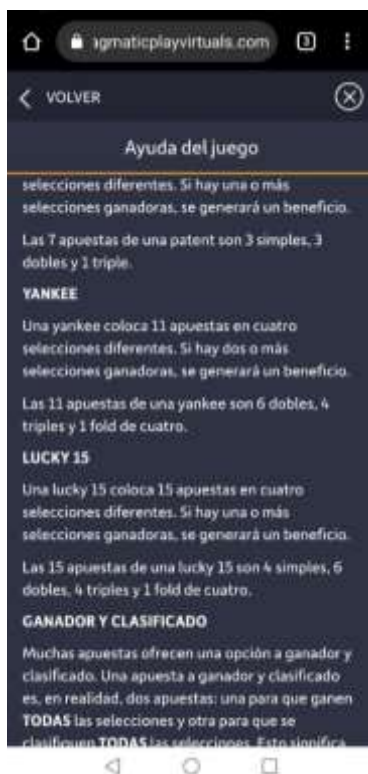 agmaticplayvirtuals.com
3
VOLVER
Ayuda del juego
selecciones diferentes. Si hay una o más
selecciones ganadoras, se generará un beneficio.
Las 7 apuestas de una patent son 3 simples, 3
dobles y 1 triple.
YANKEE
Una yankee coloca 11 apuestas en cuatro
selecciones diferentes. Si hay dos o más
selecciones ganadoras, se generará un beneficio.
Las 11 apuestas de una yankee son 6 dobles, 4
triples y 1 fold de cuatro.
LUCKY 15
Una lucky 15 coloca 15 apuestas en cuatro
selecciones diferentes. Si hay una o más
selecciones ganadoras, se generará un beneficio.
Las 15 apuestas de una lucky 15 son 4 simples, 6
dobles, 4 triples y 1 fold de cuatro.
GANADOR Y CLASIFICADO
Muchas apuestas ofrecen una opción a ganador y
clasificado. Una apuesta a ganador y clasificado
es, en realidad, dos apuestas: una para que ganen
TODAS las selecciones y otra para que se
clasifiquen TODAS las selecciones. Esto significa